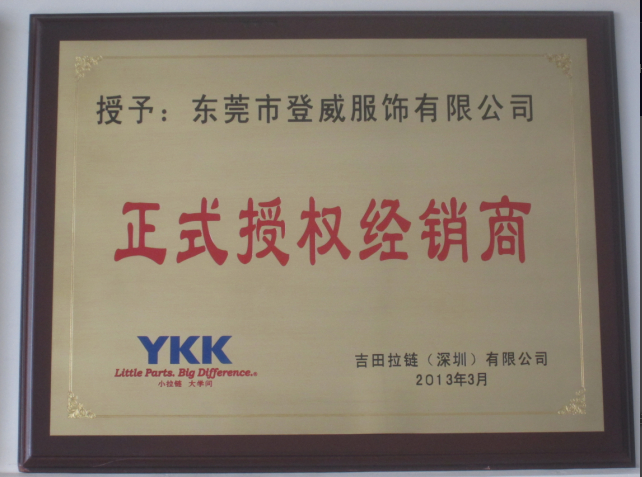 授予：东莞市登威服饰有限公司
正式授权经销商
YKK
Little Parts. Big Difference.®
小拉链 大学问
吉田拉链（深圳）有限公司
2013年3月